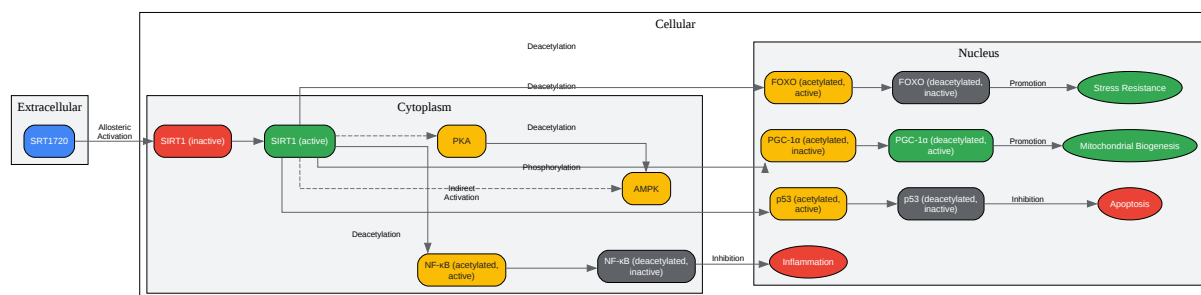 Cellular
Deacetylation
Nucleus
Extracellular
Cytoplasm
Deacetylation
FOXO (acetylated,
active)
FOXO (deacetylated,
inactive)
Promotion
Stress Resistance
SRT1720
Allosteric
Activation
SIRT1 (inactive)
SIRT1 (active)
PKA
Deacetylation
PGC-1α (acetylated,
inactive)
PGC-1α (deacetylated,
active)
Promotion
Mitochondrial Biogenesis
Phosphorylation
Indirect
Activation
AMPK
p53 (acetylated,
active)
p53 (deacetylated,
inactive)
Inhibition
Apoptosis
Deacetylation
NF-κB (acetylated,
active)
NF-κB (deacetylated,
inactive)
Inhibition
Inflammation